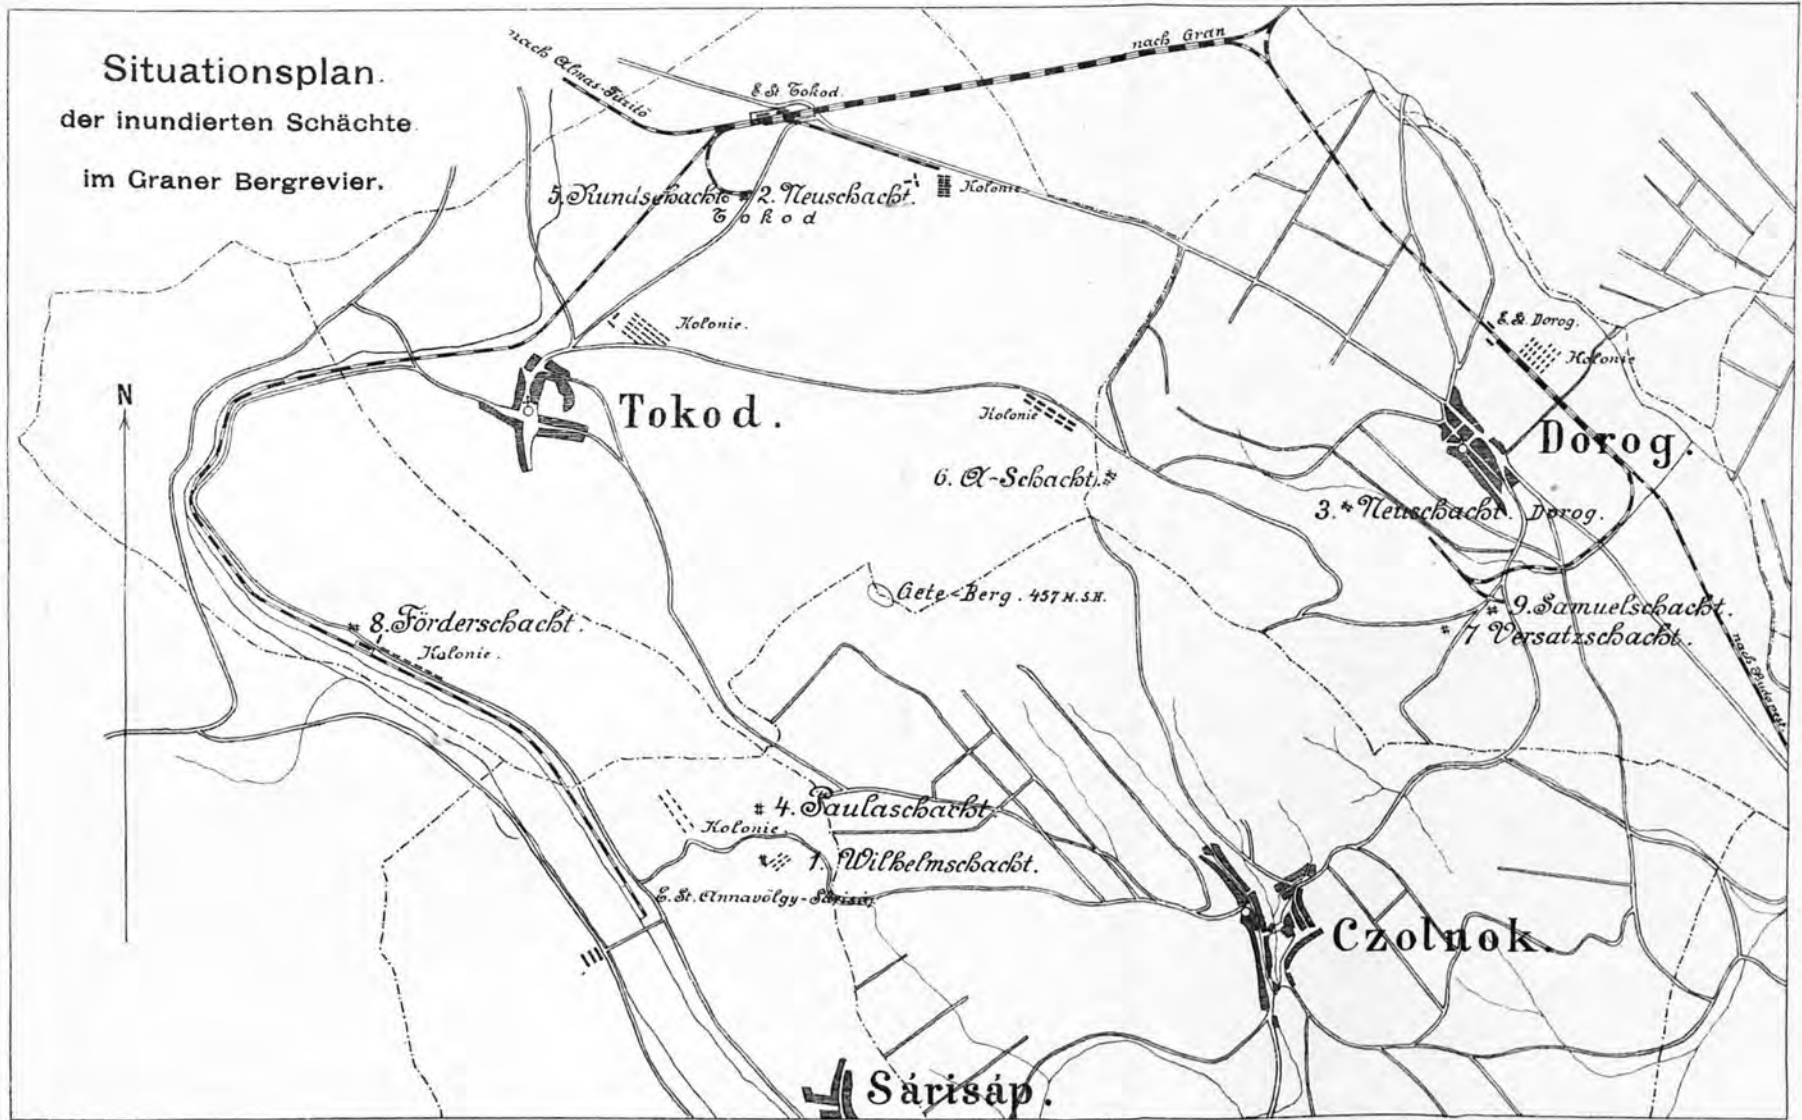 Situationsplan.
der inundierten Schächte
im Graner Bergrevier.
nach Almas-Füzitö
E. St. Tokod.
nach Gran
5. Rundschacht
2. Neuschacht.
Tokod
Kolonie
Kolonie.
E. St. Dorog.
Kolonie
N
Tokod.
Kolonie
Dorog.
6. A-Schacht.
3. Neuschacht. Dorog.
Gete-Berg. 457 M.S.H.
9. Samuelschacht.
8. Förderschacht.
7 Versatzschacht.
Kolonie.
nach Budapest
4. Paulaschacht
Kolonie.
1. Wilhelmschacht.
E. St. Annavölgy-Sárisáp
Czolnok.
Sárisáp.